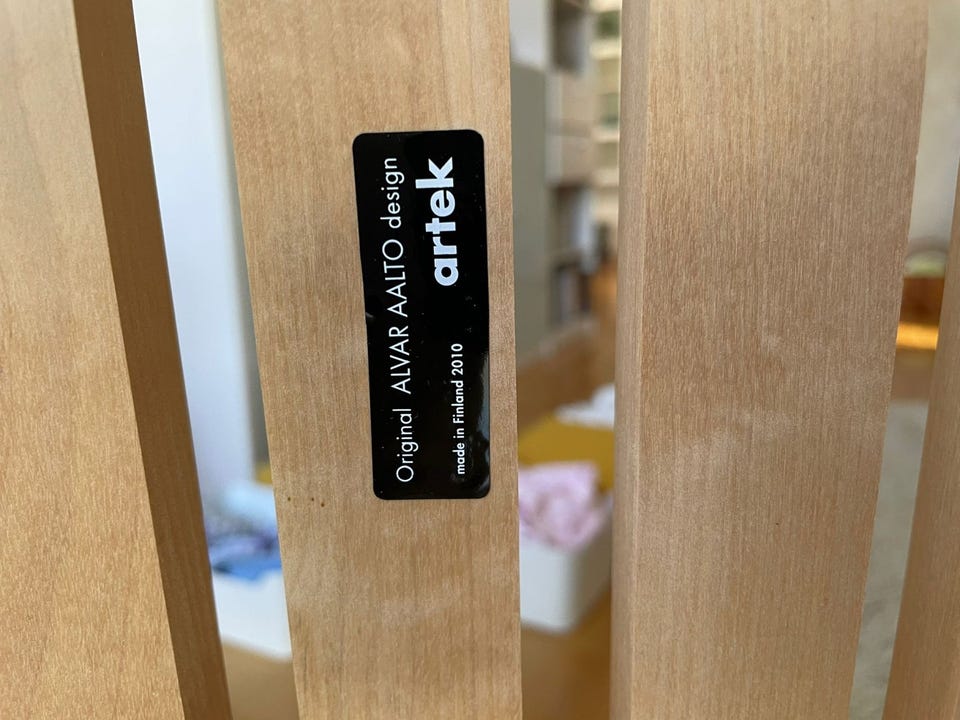 Original ALVAR AALTO design
made in Finland 2010 artek